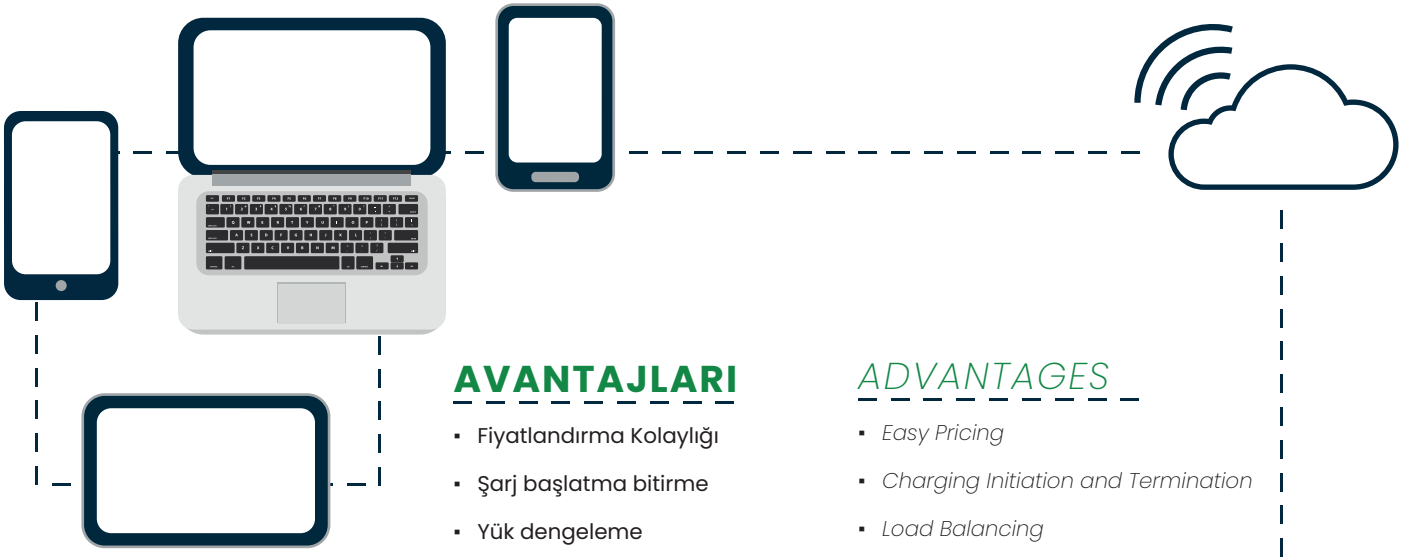 AVANTAJLARI
▪ Fiyatlandırma Kolaylığı
▪ Şarj başlatma bitirme
▪ Yük dengeleme
ADVANTAGES
▪ Easy Pricing
▪ Charging Initiation and Termination
▪ Load Balancing